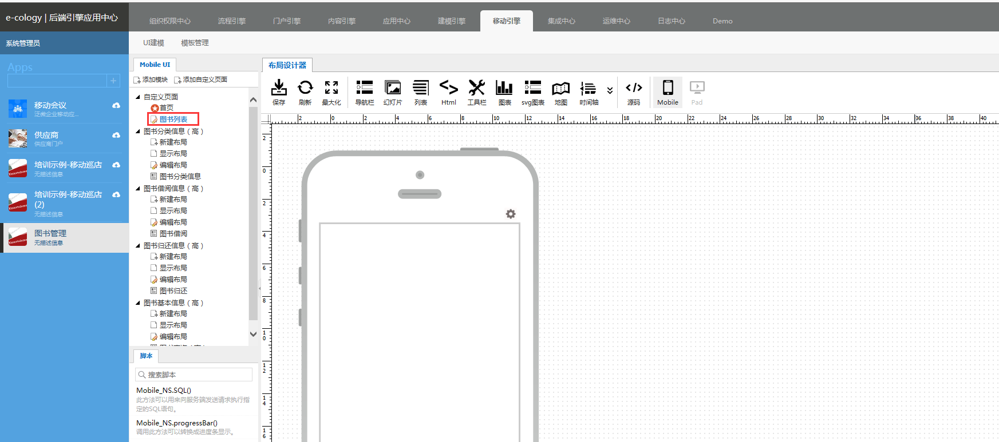 e-cology | 后端引擎应用中心
组织权限中心 流程引擎 门户引擎 内容引擎 应用中心 建模引擎 移动引擎 集成中心 运维中心 日志中心 Demo
系统管理员
UI建模 模板管理
Apps
+
移动会议
泛微企业移动应...
供应商
供应商门户
培训示例-移动巡店
无描述信息
培训示例-移动巡店
(2)
无描述信息
图书管理
无描述信息
Mobile UI
添加模块 添加自定义页面
自定义页面
首页
图书列表
图书分类信息（高）
新建布局
显示布局
编辑布局
图书分类信息
图书借阅信息（高）
新建布局
显示布局
编辑布局
图书借阅
图书归还信息（高）
新建布局
显示布局
编辑布局
图书归还
图书基本信息（高）
新建布局
显示布局
编辑布局
脚本
搜索脚本
Mobile_NS.SQL()
此方法可以用来向服务端发送请求执行指
定的SQL语句。
Mobile_NS.progressBar()
调用此方法可以转换成进度条显示。
布局设计器
保存 刷新 最大化 导航栏 幻灯片 列表 Html 工具栏 图表 svg图表 地图 时间轴 源码 Mobile Pad
2 0 2 4 6 8 10 12 14 16 18 20 22 24 26 28 30 32 34 36 38 40
2
0
2
4
6
8
10
12
14
16